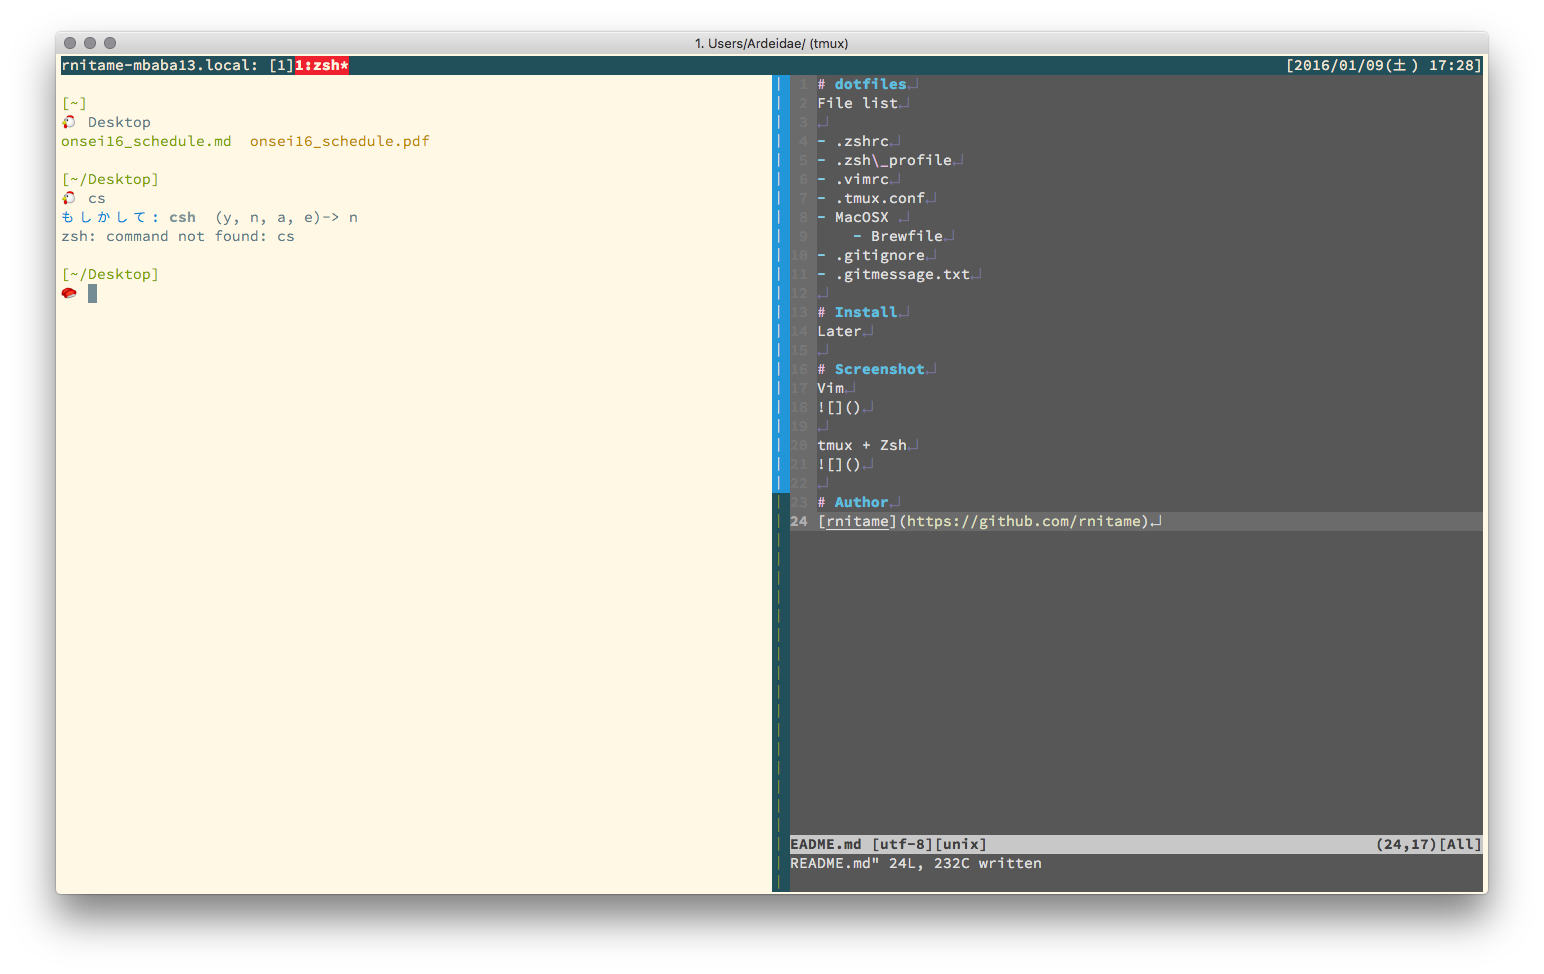 1. Users/Ardeidae/ (tmux)
rnitame-mbaba13.local: [1]1:zsh* [2016/01/09(土) 17:28]
[~]
Desktop
onsei16_schedule.md  onsei16_schedule.pdf
[~/Desktop]
cs
もしかして: csh  (y, n, a, e)-> n
zsh: command not found: cs
[~/Desktop]
1 # dotfiles↵
2 File list↵
3 ↵
4 - .zshrc↵
5 - .zsh\_profile↵
6 - .vimrc↵
7 - .tmux.conf↵
8 - MacOSX ↵
9     - Brewfile↵
10 - .gitignore↵
11 - .gitmessage.txt↵
12 ↵
13 # Install↵
14 Later↵
15 ↵
16 # Screenshot↵
17 Vim↵
18 ![]()↵
19 ↵
20 tmux + Zsh↵
21 ![]()↵
22 ↵
23 # Author↵
24 [rnitame](https://github.com/rnitame)↵
EADME.md [utf-8][unix] (24,17)[All]
README.md" 24L, 232C written